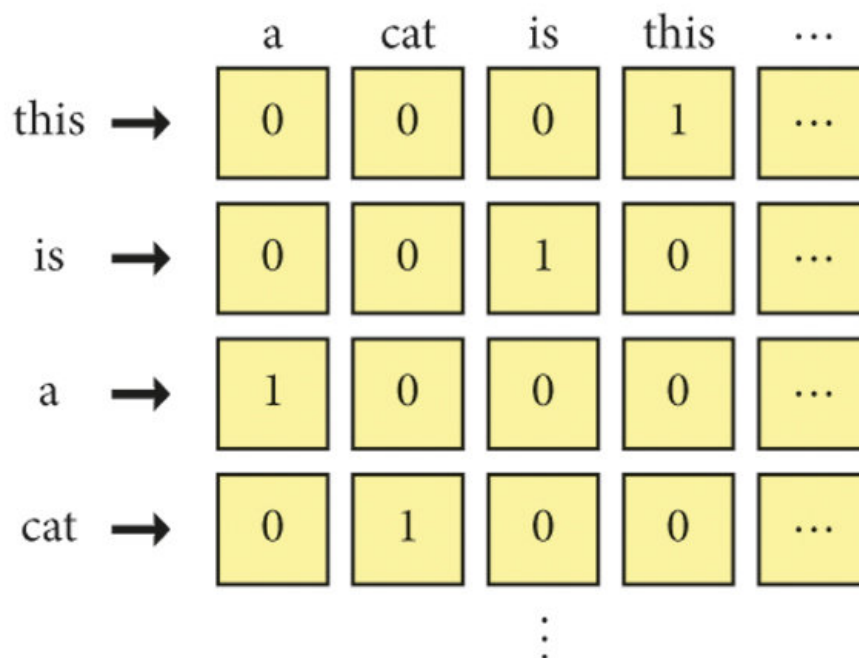 a cat is this ...
this → 0 0 0 1 ...
is → 0 0 1 0 ...
a → 1 0 0 0 ...
cat → 0 1 0 0 ...
⋮